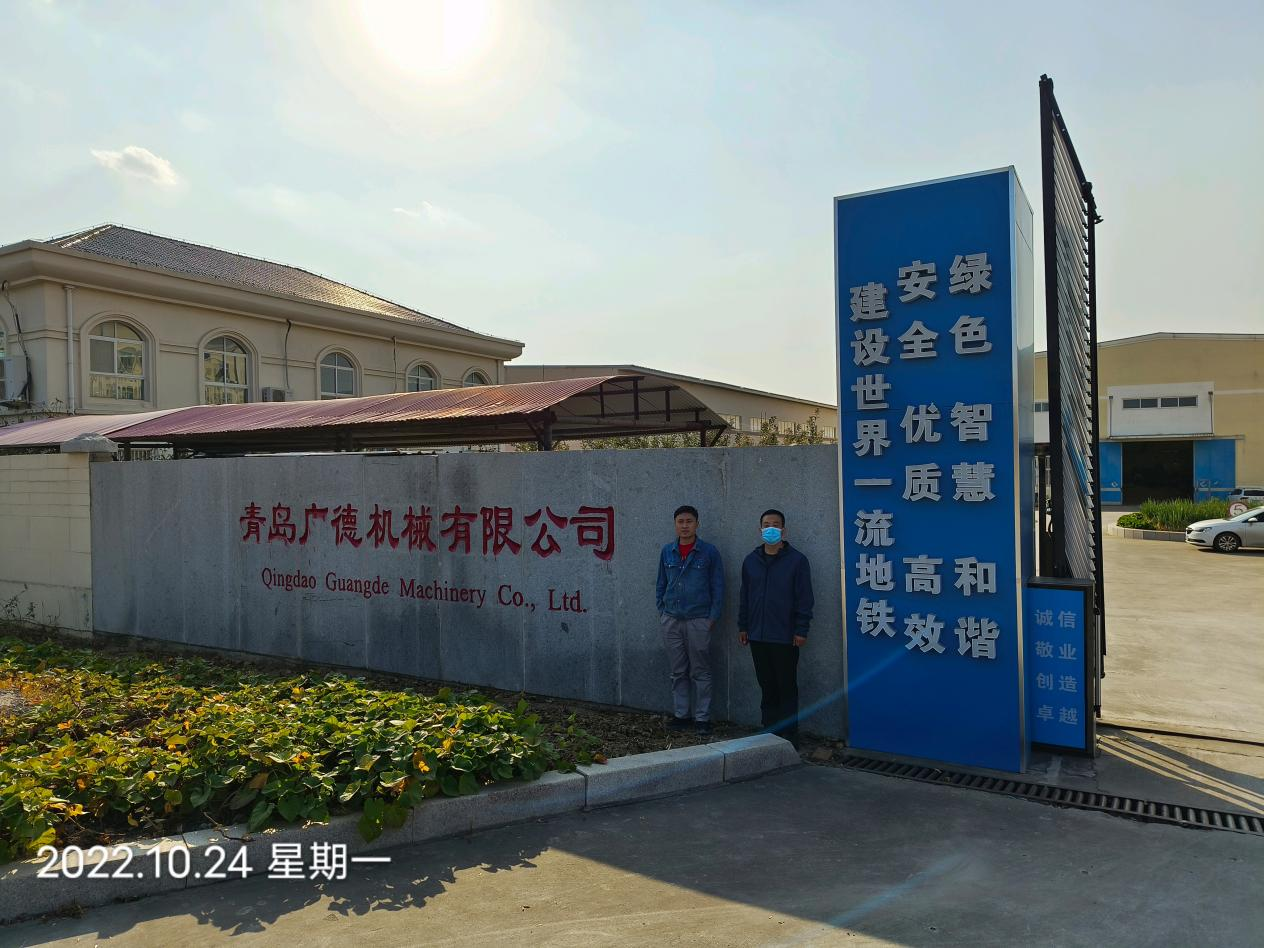 青岛广德机械有限公司
Qingdao Guangde Machinery Co., Ltd.
绿色 智慧 和谐
安全 优质 高效
建设世界一流地铁
诚信
敬业
创造
卓越
2022.10.24 星期一